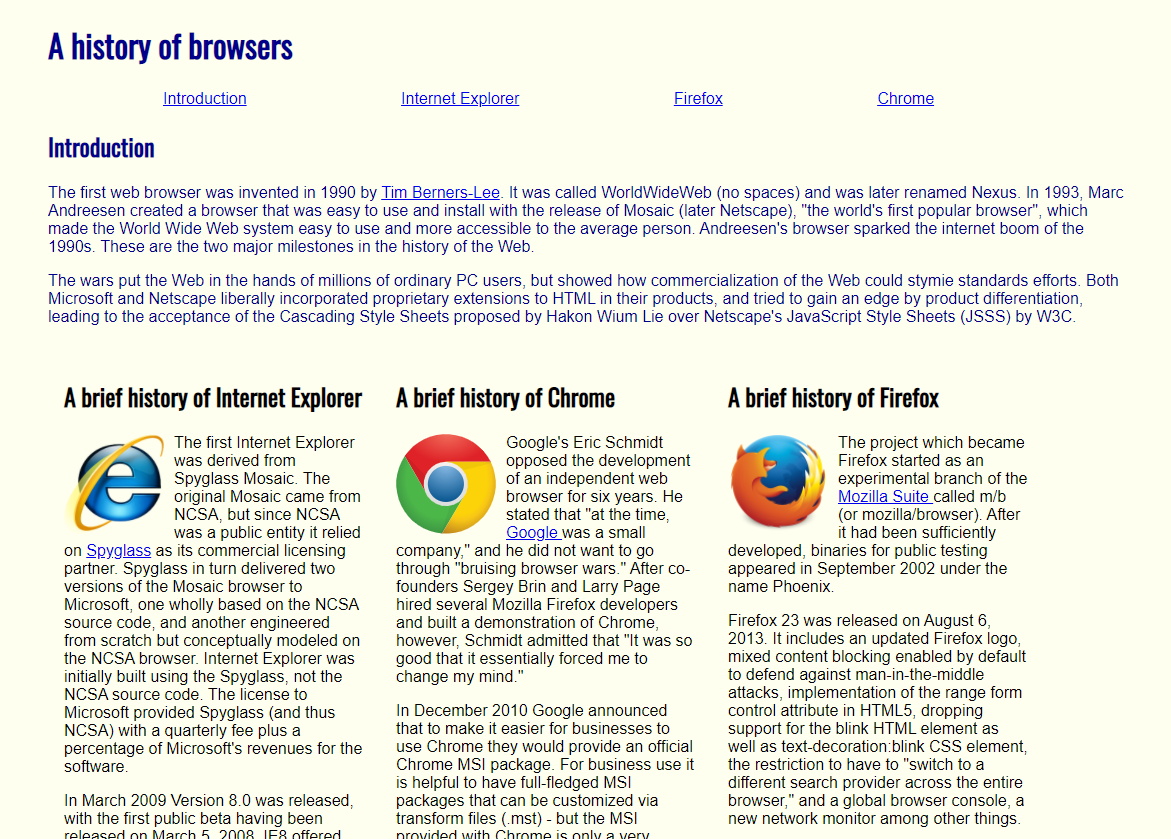 A history of browsers
Introduction Internet Explorer Firefox Chrome
Introduction
The first web browser was invented in 1990 by Tim Berners-Lee. It was called WorldWideWeb (no spaces) and was later renamed Nexus. In 1993, Marc
Andreesen created a browser that was easy to use and install with the release of Mosaic (later Netscape), "the world's first popular browser", which
made the World Wide Web system easy to use and more accessible to the average person. Andreesen's browser sparked the internet boom of the
1990s. These are the two major milestones in the history of the Web.
The wars put the Web in the hands of millions of ordinary PC users, but showed how commercialization of the Web could stymie standards efforts. Both
Microsoft and Netscape liberally incorporated proprietary extensions to HTML in their products, and tried to gain an edge by product differentiation,
leading to the acceptance of the Cascading Style Sheets proposed by Hakon Wium Lie over Netscape's JavaScript Style Sheets (JSSS) by W3C.
A brief history of Internet Explorer
The first Internet Explorer
was derived from
Spyglass Mosaic. The
original Mosaic came from
NCSA, but since NCSA
was a public entity it relied
on Spyglass as its commercial licensing
partner. Spyglass in turn delivered two
versions of the Mosaic browser to
Microsoft, one wholly based on the NCSA
source code, and another engineered
from scratch but conceptually modeled on
the NCSA browser. Internet Explorer was
initially built using the Spyglass, not the
NCSA source code. The license to
Microsoft provided Spyglass (and thus
NCSA) with a quarterly fee plus a
percentage of Microsoft's revenues for the
software.
In March 2009 Version 8.0 was released,
with the first public beta having been
released on March 5, 2008. IE8 offered
A brief history of Chrome
Google's Eric Schmidt
opposed the development
of an independent web
browser for six years. He
stated that "at the time,
Google was a small
company," and he did not want to go
through "bruising browser wars." After co-
founders Sergey Brin and Larry Page
hired several Mozilla Firefox developers
and built a demonstration of Chrome,
however, Schmidt admitted that "It was so
good that it essentially forced me to
change my mind."
In December 2010 Google announced
that to make it easier for businesses to
use Chrome they would provide an official
Chrome MSI package. For business use it
is helpful to have full-fledged MSI
packages that can be customized via
transform files (.mst) - but the MSI
provided with Chrome is only a very
A brief history of Firefox
The project which became
Firefox started as an
experimental branch of the
Mozilla Suite called m/b
(or mozilla/browser). After
it had been sufficiently
developed, binaries for public testing
appeared in September 2002 under the
name Phoenix.
Firefox 23 was released on August 6,
2013. It includes an updated Firefox logo,
mixed content blocking enabled by default
to defend against man-in-the-middle
attacks, implementation of the range form
control attribute in HTML5, dropping
support for the blink HTML element as
well as text-decoration:blink CSS element,
the restriction to have to "switch to a
different search provider across the entire
browser," and a global browser console, a
new network monitor among other things.